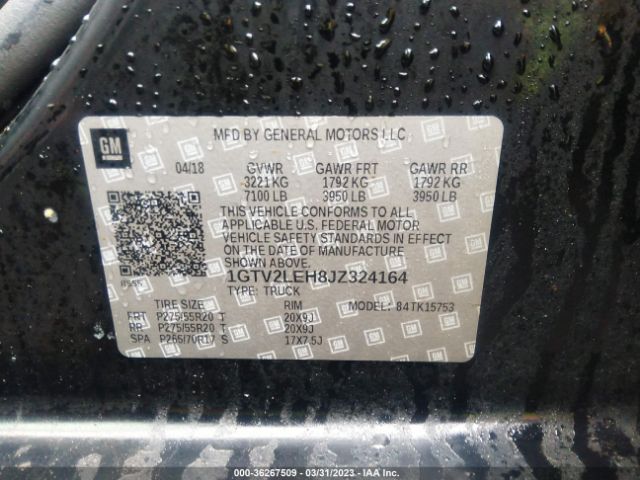 MFD BY GENERAL MOTORS LLC
GM
04/18 GVWR GAWR FRT GAWR RR
3221 KG 1792 KG 1792 KG
7100 LB 3950 LB 3950 LB
THIS VEHICLE CONFORMS TO ALL
APPLICABLE U.S. FEDERAL MOTOR
VEHICLE SAFETY STANDARDS IN EFFECT
ON THE DATE OF MANUFACTURE
SHOWN ABOVE.
1GTV2LEH8JZ324164
TYPE: TRUCK
TIRE SIZE RIM MODEL: 84TK15753
FRT P275/55R20 T 20X9J
RR P275/55R20 T 20X9J
SPA P265/70R17 S 17X7.5J
000-36267509 - 03/31/2023 - IAA Inc.